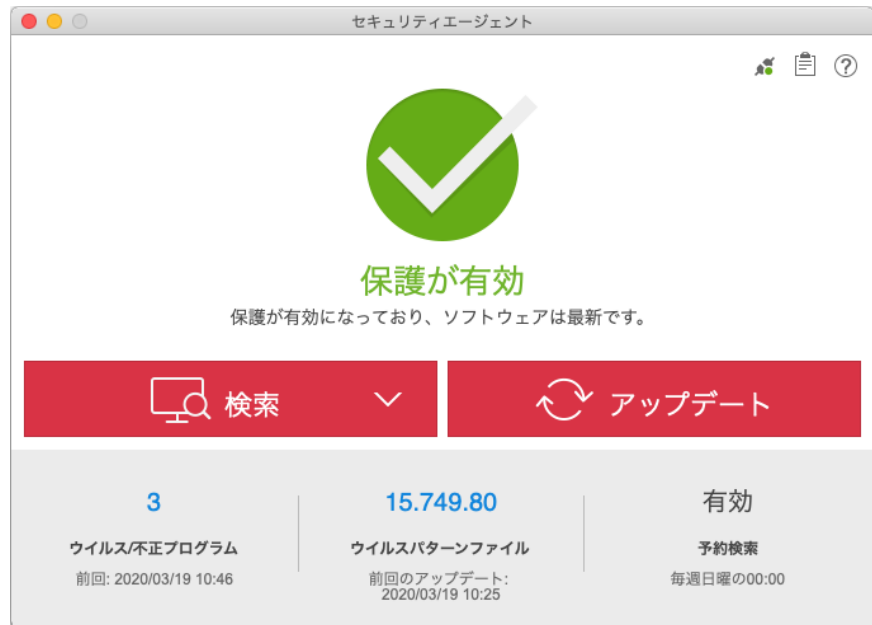 セキュリティエージェント
保護が有効
保護が有効になっており、ソフトウェアは最新です。
検索
アップデート
3
ウイルス/不正プログラム
前回: 2020/03/19 10:46
15.749.80
ウイルスパターンファイル
前回のアップデート:
2020/03/19 10:25
有効
予約検索
毎週日曜の00:00